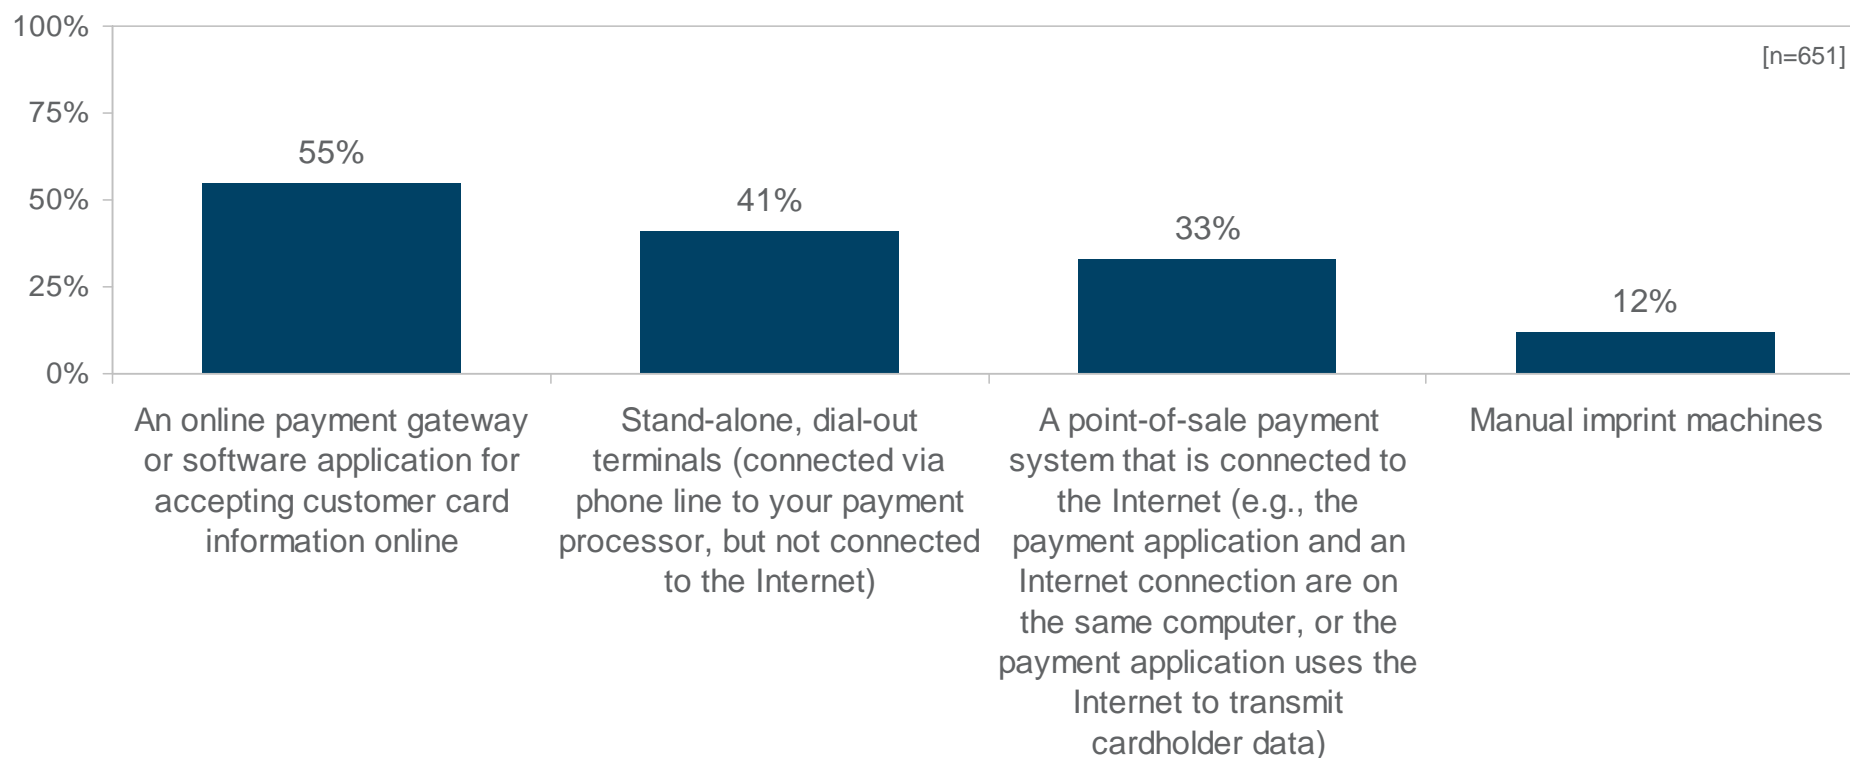 100%
[n=651]
75%
55%
50%
41%
33%
25%
12%
0%
An online payment gateway
or software application for
accepting customer card
information online
Stand-alone, dial-out
terminals (connected via
phone line to your payment
processor, but not connected
to the Internet)
A point-of-sale payment
system that is connected to
the Internet (e.g., the
payment application and an
Internet connection are on
the same computer, or the
payment application uses the
Internet to transmit
cardholder data)
Manual imprint machines